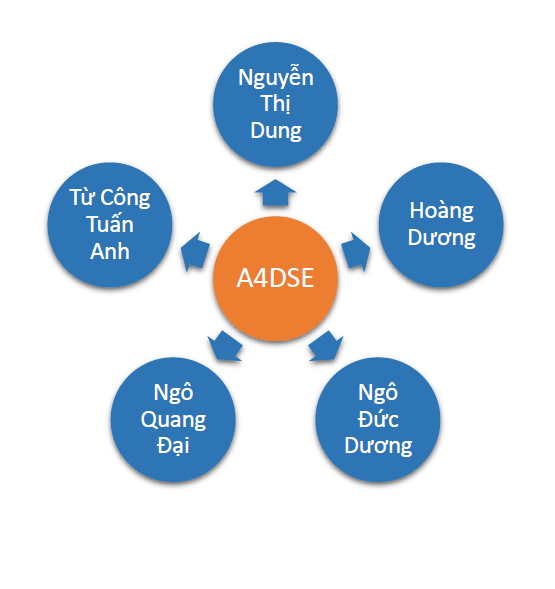 Nguyễn
Thị
Dung
Từ Công
Tuấn
Anh
Hoàng
Dương
A4DSE
Ngô
Quang
Đại
Ngô
Đức
Dương